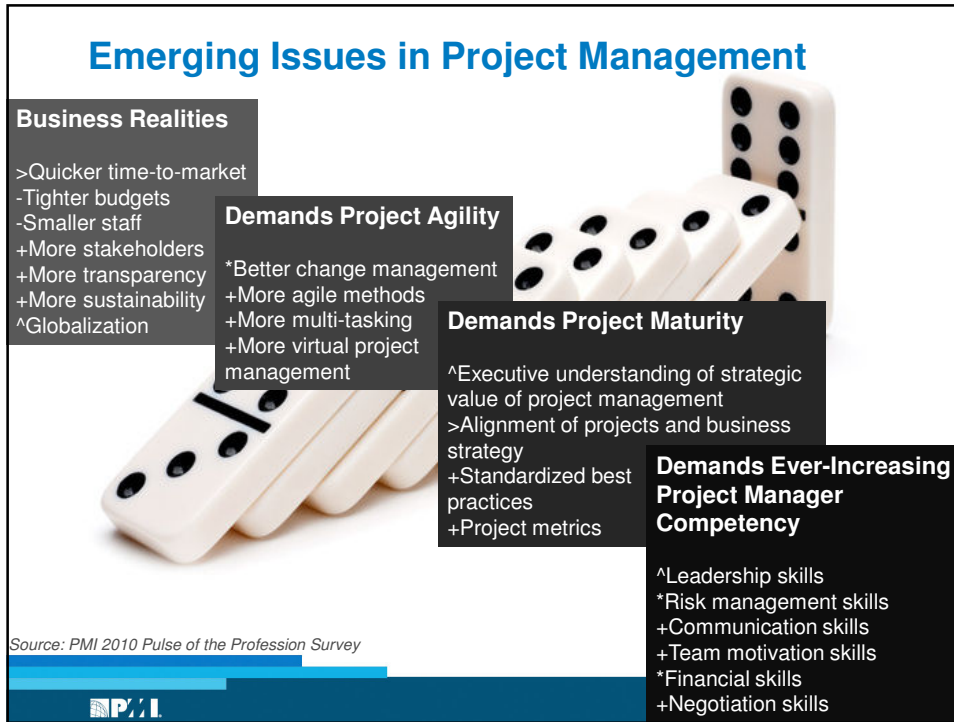 Emerging Issues in Project Management
Business Realities
>Quicker time-to-market
-Tighter budgets
-Smaller staff
+More stakeholders
+More transparency
+More sustainability
^Globalization
Demands Project Agility
*Better change management
+More agile methods
+More multi-tasking
+More virtual project
management
Demands Project Maturity
^Executive understanding of strategic
value of project management
>Alignment of projects and business
strategy
+Standardized best
practices
+Project metrics
Demands Ever-Increasing
Project Manager
Competency
^Leadership skills
*Risk management skills
+Communication skills
+Team motivation skills
*Financial skills
+Negotiation skills
Source: PMI 2010 Pulse of the Profession Survey
PMI